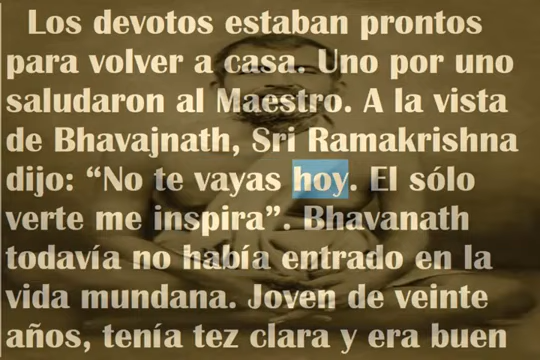 Los devotos estaban prontos
para volver a casa. Uno por uno
saludaron al Maestro. A la vista
de Bhavajnath, Sri Ramakrishna
dijo: “No te vayas hoy. El sólo
verte me inspira”. Bhavanath
todavía no había entrado en la
vida mundana. Joven de veinte
años, tenía tez clara y era buen